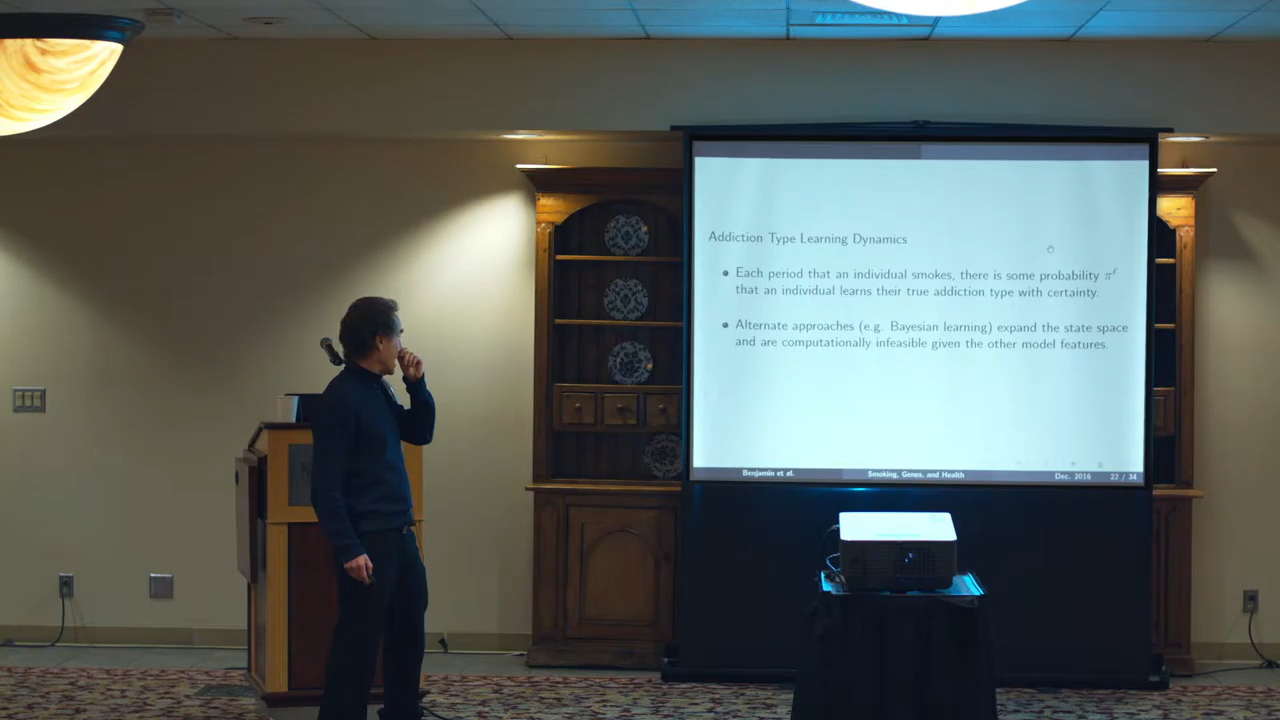 Addiction Type Learning Dynamics
• Each period that an individual smokes, there is some probability πᶠ
that an individual learns their true addiction type with certainty.
• Alternate approaches (e.g. Bayesian learning) expand the state space
and are computationally infeasible given the other model features.
Benjamin et al. Smoking, Genes, and Health Dec. 2016 22 / 34